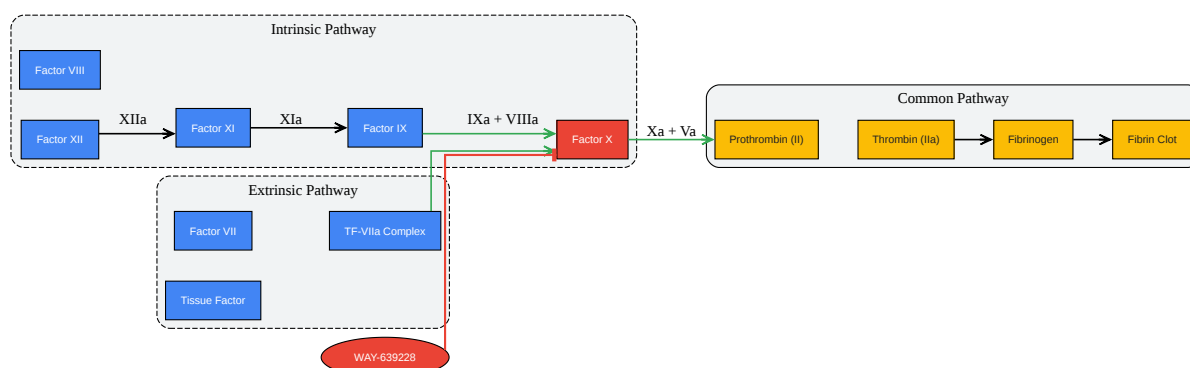 Intrinsic Pathway
Factor VIII
Factor XII
XIIa
Factor XI
XIa
Factor IX
IXa + VIIIa
Factor X
Xa + Va
Common Pathway
Prothrombin (II)
Thrombin (IIa)
Fibrinogen
Fibrin Clot
Extrinsic Pathway
Factor VII
TF-VIIa Complex
Tissue Factor
WAY-639228